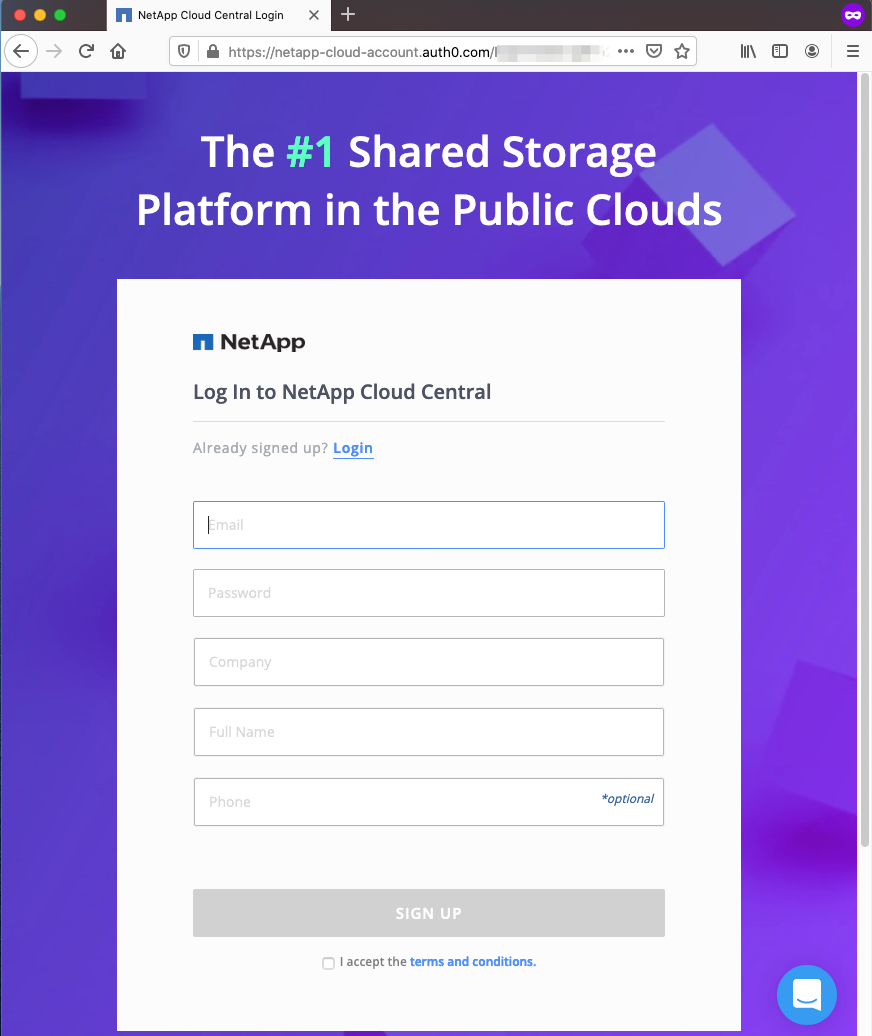 NetApp Cloud Central Login
https://netapp-cloud-account.auth0.com/
The #1 Shared Storage
Platform in the Public Clouds
NetApp
Log In to NetApp Cloud Central
Already signed up? Login
Email
Password
Company
Full Name
Phone
*optional
SIGN UP
I accept the terms and conditions.